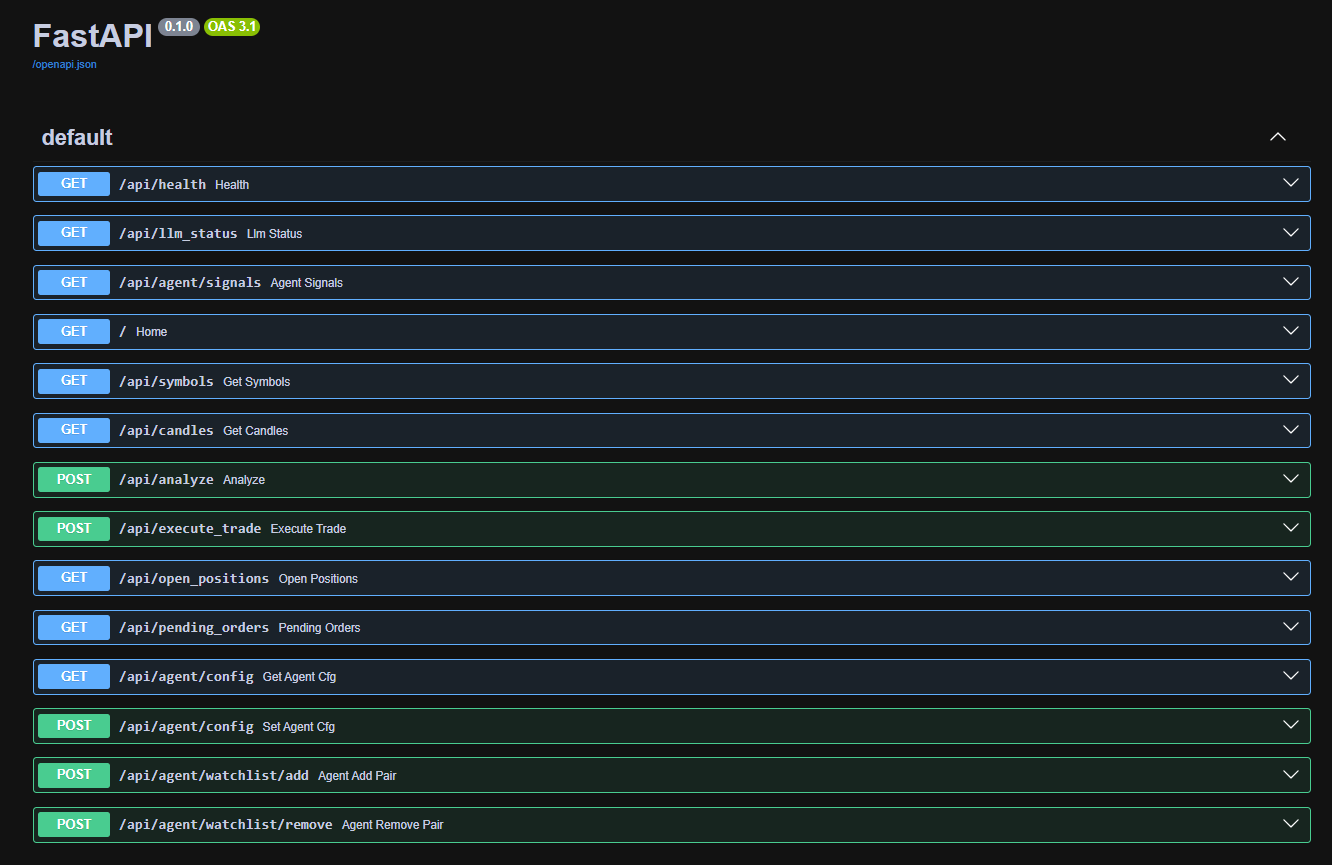 FastAPI 0.1.0 OAS 3.1
/openapi.json
default
GET /api/health Health
GET /api/llm_status Llm Status
GET /api/agent/signals Agent Signals
GET / Home
GET /api/symbols Get Symbols
GET /api/candles Get Candles
POST /api/analyze Analyze
POST /api/execute_trade Execute Trade
GET /api/open_positions Open Positions
GET /api/pending_orders Pending Orders
GET /api/agent/config Get Agent Cfg
POST /api/agent/config Set Agent Cfg
POST /api/agent/watchlist/add Agent Add Pair
POST /api/agent/watchlist/remove Agent Remove Pair